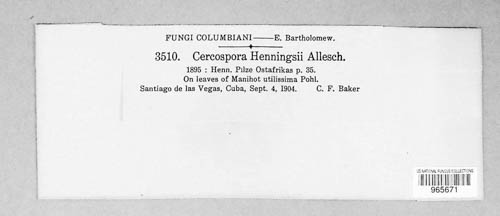 FUNGI COLUMBIANI——E. Bartholomew.
3510. Cercospora Henningsii Allesch.
1895 : Henn. Pilze Ostafrikas p. 35.
On leaves of Manihot utilissima Pohl.
Santiago de las Vegas, Cuba, Sept. 4, 1904. C. F. Baker
US NATIONAL FUNGUS COLLECTIONS
965671